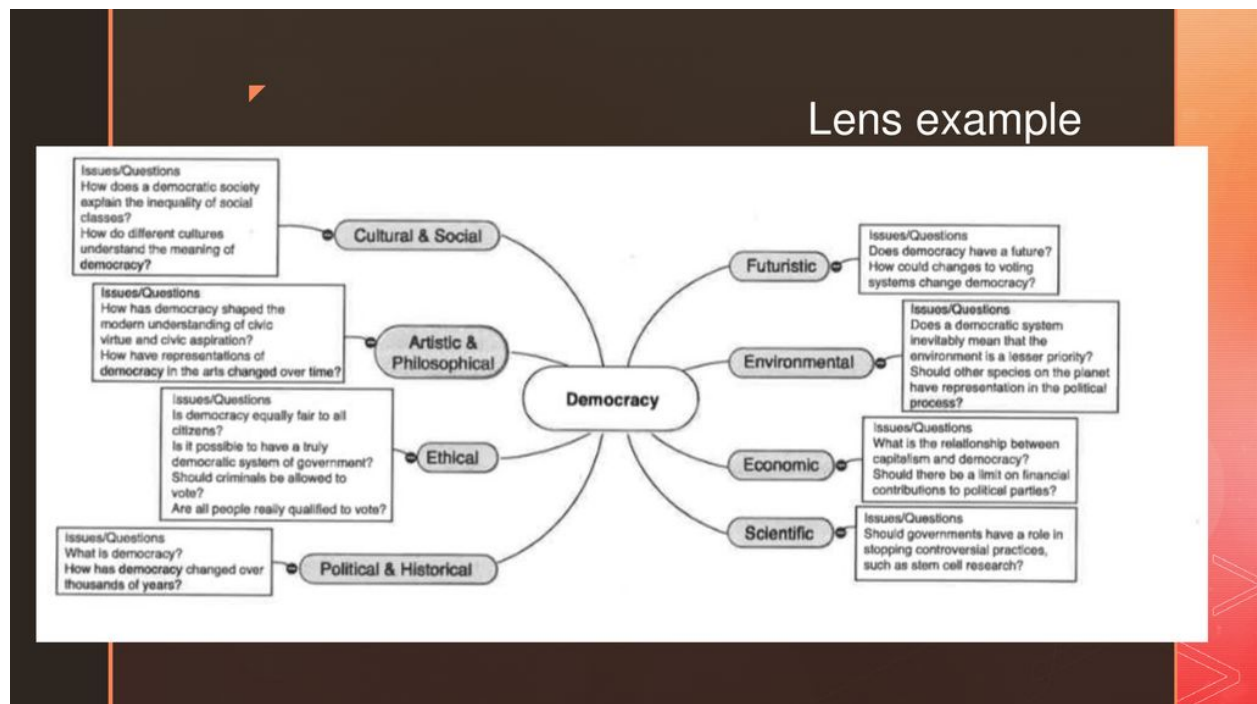 Lens example
Issues/Questions
How does a democratic society
explain the inequality of social
classes?
How do different cultures
understand the meaning of
democracy?
Cultural & Social
Issues/Questions
How has democracy shaped the
modern understanding of civic
virtue and civic aspiration?
How have representations of
democracy in the arts changed over time?
Artistic &
Philosophical
Issues/Questions
Is democracy equally fair to all
citizens?
Is it possible to have a truly
democratic system of government?
Should criminals be allowed to
vote?
Are all people really qualified to vote?
Ethical
Issues/Questions
What is democracy?
How has democracy changed over
thousands of years?
Political & Historical
Democracy
Futuristic
Issues/Questions
Does democracy have a future?
How could changes to voting
systems change democracy?
Environmental
Issues/Questions
Does a democratic system
inevitably mean that the
environment is a lesser priority?
Should other species on the planet
have representation in the political
process?
Economic
Issues/Questions
What is the relationship between
capitalism and democracy?
Should there be a limit on financial
contributions to political parties?
Scientific
Issues/Questions
Should governments have a role in
stopping controversial practices,
such as stem cell research?